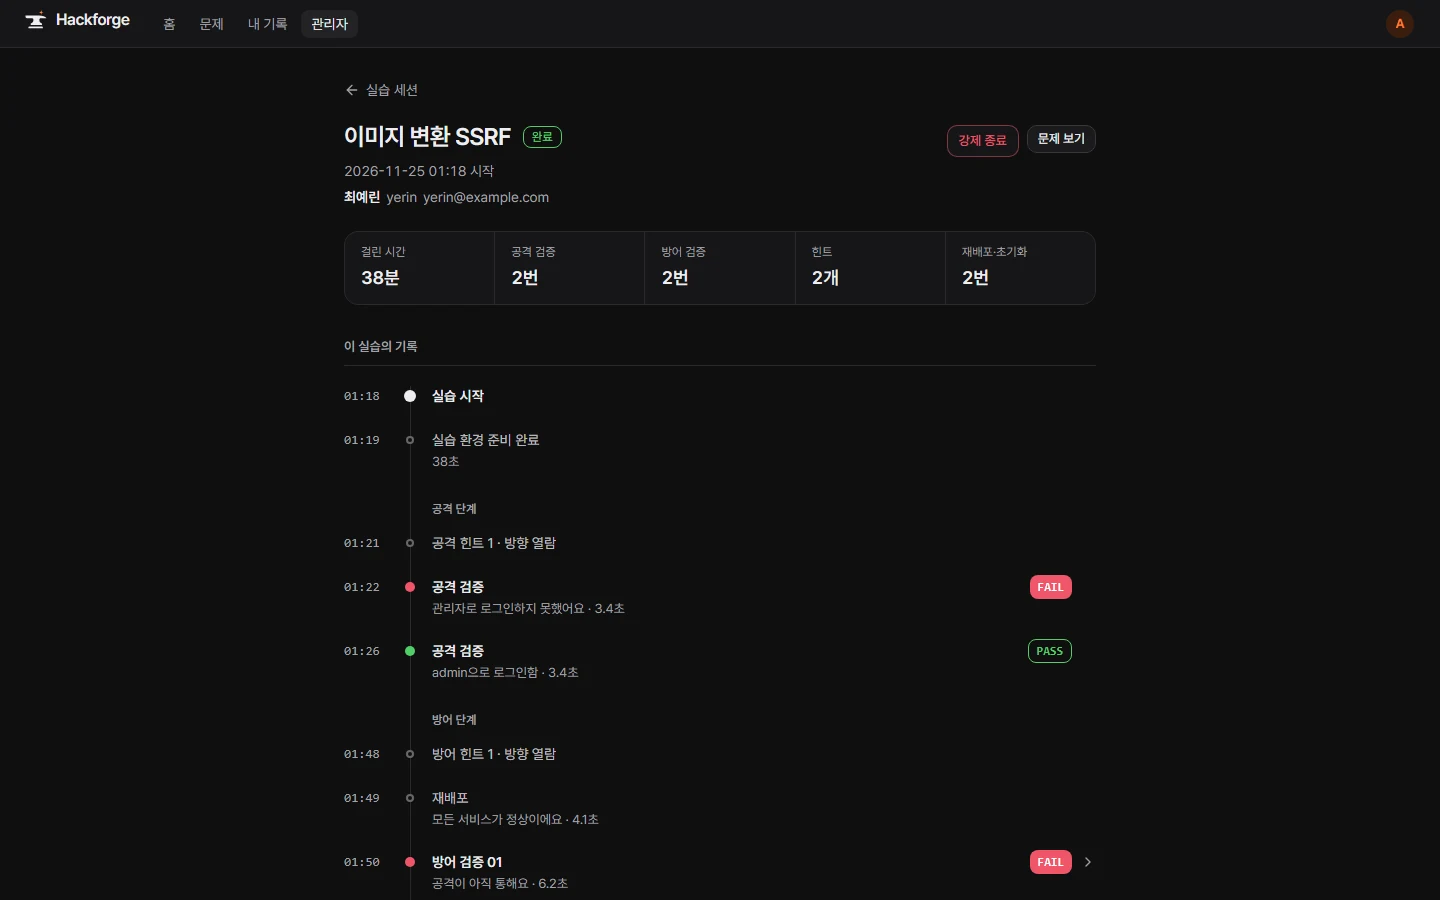 Hackforge 홈 문제 내 기록 관리자 A
← 실습 세션
이미지 변환 SSRF 완료 강제 종료 문제 보기
2026-11-25 01:18 시작
최예린 yerin yerin@example.com
걸린 시간 공격 검증 방어 검증 힌트 재배포·초기화
38분 2번 2번 2개 2번
이 실습의 기록
01:18 실습 시작
01:19 실습 환경 준비 완료
38초
공격 단계
01:21 공격 힌트 1 · 방향 열람
01:22 공격 검증 FAIL
관리자로 로그인하지 못했어요 · 3.4초
01:26 공격 검증 PASS
admin으로 로그인함 · 3.4초
방어 단계
01:48 방어 힌트 1 · 방향 열람
01:49 재배포
모든 서비스가 정상이에요 · 4.1초
01:50 방어 검증 01 FAIL
공격이 아직 통해요 · 6.2초